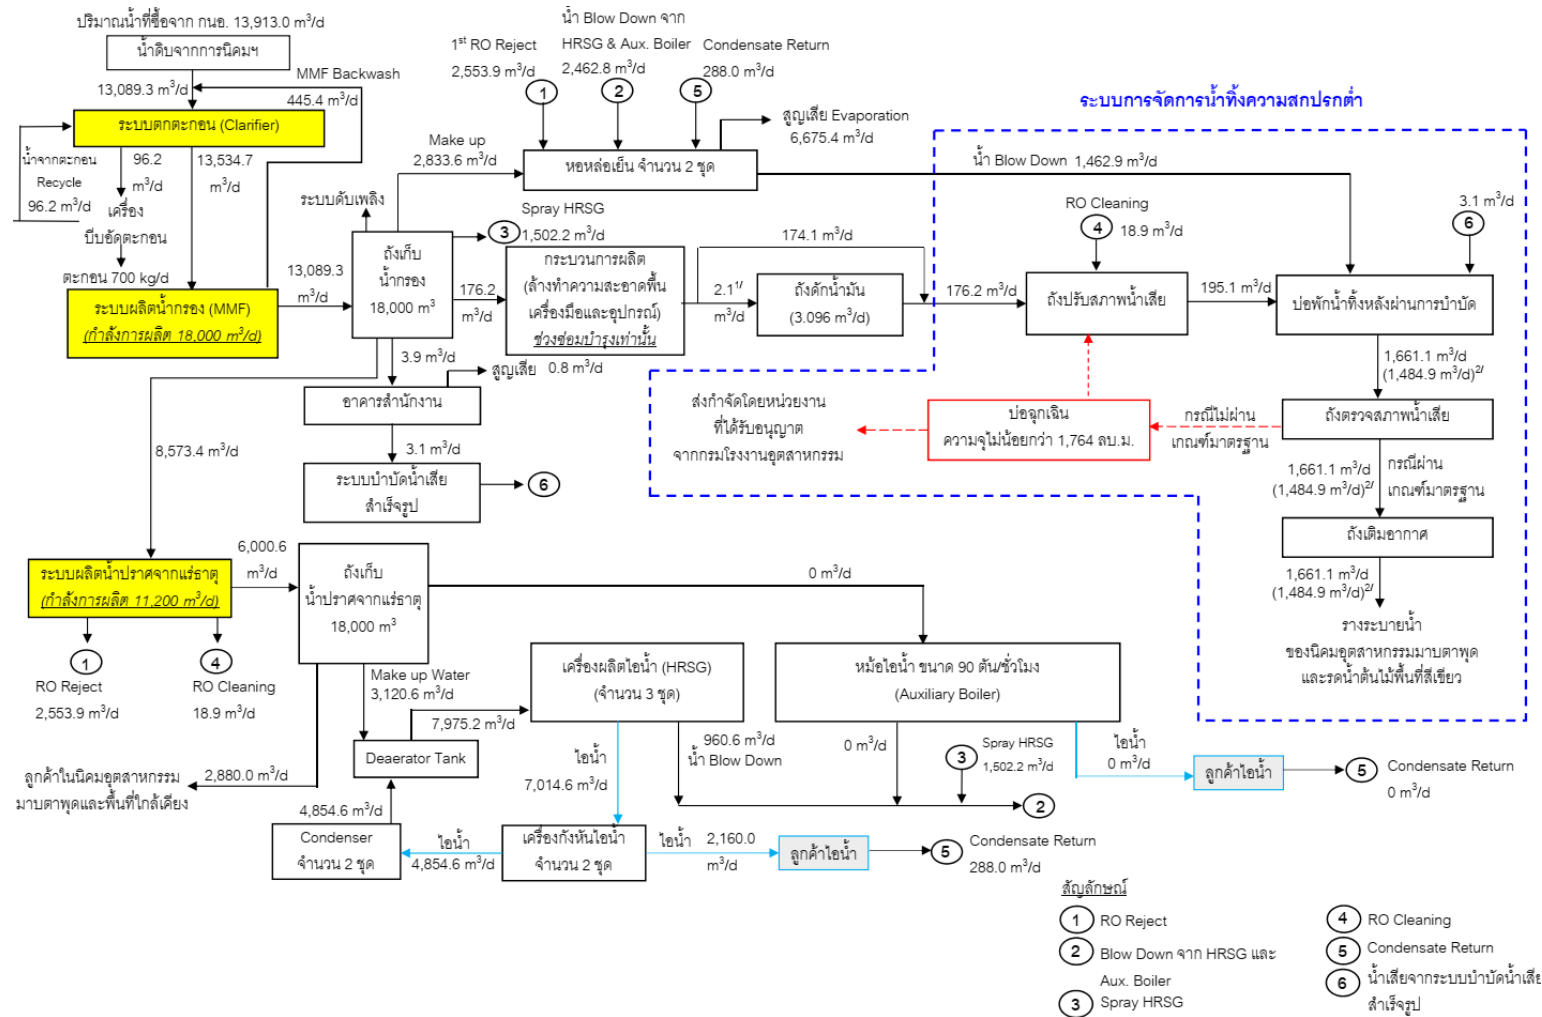 ปริมาณน้ำที่ซื้อจาก กนอ. 13,913.0 m³/d
น้ำดิบจากการนิคมฯ
13,089.3 m³/d
MMF Backwash
445.4 m³/d
ระบบตกตะกอน (Clarifier)
น้ำจากตะกอน
Recycle
96.2 m³/d
96.2
m³/d
13,534.7
m³/d
เครื่อง
บีบอัดตะกอน
ตะกอน 700 kg/d
ระบบผลิตน้ำกรอง (MMF)
(กำลังการผลิต 18,000 m³/d)
13,089.3
m³/d
ระบบดับเพลิง
ถังเก็บ
น้ำกรอง
18,000 m³
Make up
2,833.6 m³/d
1st RO Reject
2,553.9 m³/d
1
น้ำ Blow Down จาก
HRSG & Aux. Boiler
2,462.8 m³/d
2
Condensate Return
288.0 m³/d
5
สูญเสีย Evaporation
6,675.4 m³/d
หอหล่อเย็น จำนวน 2 ชุด
น้ำ Blow Down 1,462.9 m³/d
3
Spray HRSG
1,502.2 m³/d
176.2
m³/d
กระบวนการผลิต
(ล้างทำความสะอาดพื้น
เครื่องมือและอุปกรณ์)
ช่วงซ่อมบำรุงเท่านั้น
174.1 m³/d
2.1 1/
m³/d
ถังดักน้ำมัน
(3.096 m³/d)
176.2 m³/d
ระบบการจัดการน้ำทิ้งความสกปรกต่ำ
RO Cleaning
4
18.9 m³/d
ถังปรับสภาพน้ำเสีย
195.1 m³/d
3.1 m³/d
6
บ่อพักน้ำทิ้งหลังผ่านการบำบัด
1,661.1 m³/d
(1,484.9 m³/d)2/
ถังตรวจสภาพน้ำเสีย
กรณีไม่ผ่าน
เกณฑ์มาตรฐาน
บ่อฉุกเฉิน
ความจุไม่น้อยกว่า 1,764 ลบ.ม.
ส่งกำจัดโดยหน่วยงาน
ที่ได้รับอนุญาต
จากกรมโรงงานอุตสาหกรรม
1,661.1 m³/d
(1,484.9 m³/d)2/
กรณีผ่าน
เกณฑ์มาตรฐาน
ถังเติมอากาศ
1,661.1 m³/d
(1,484.9 m³/d)2/
รางระบายน้ำ
ของนิคมอุตสาหกรรมมาบตาพุด
และรดน้ำต้นไม้พื้นที่สีเขียว
3.9 m³/d
สูญเสีย 0.8 m³/d
อาคารสำนักงาน
3.1 m³/d
ระบบบำบัดน้ำเสีย
สำเร็จรูป
6
8,573.4 m³/d
ระบบผลิตน้ำปราศจากแร่ธาตุ
(กำลังการผลิต 11,200 m³/d)
6,000.6
m³/d
1
RO Reject
2,553.9 m³/d
4
RO Cleaning
18.9 m³/d
ถังเก็บ
น้ำปราศจากแร่ธาตุ
18,000 m³
0 m³/d
Make up Water
3,120.6 m³/d
7,975.2 m³/d
Deaerator Tank
2,880.0 m³/d
ลูกค้าในนิคมอุตสาหกรรม
มาบตาพุดและพื้นที่ใกล้เคียง
4,854.6 m³/d
Condenser
จำนวน 2 ชุด
ไอน้ำ
4,854.6 m³/d
เครื่องผลิตไอน้ำ (HRSG)
(จำนวน 3 ชุด)
ไอน้ำ
7,014.6 m³/d
960.6 m³/d
น้ำ Blow Down
หม้อไอน้ำ ขนาด 90 ตัน/ชั่วโมง
(Auxiliary Boiler)
0 m³/d
3
Spray HRSG
1,502.2 m³/d
2
ไอน้ำ
0 m³/d
ลูกค้าไอน้ำ
5
Condensate Return
0 m³/d
เครื่องกังหันไอน้ำ
จำนวน 2 ชุด
ไอน้ำ 2,160.0
m³/d
ลูกค้าไอน้ำ
5
Condensate Return
288.0 m³/d
สัญลักษณ์
1 RO Reject
2 Blow Down จาก HRSG และ
Aux. Boiler
3 Spray HRSG
4 RO Cleaning
5 Condensate Return
6 น้ำเสียจากระบบบำบัดน้ำเสีย
สำเร็จรูป